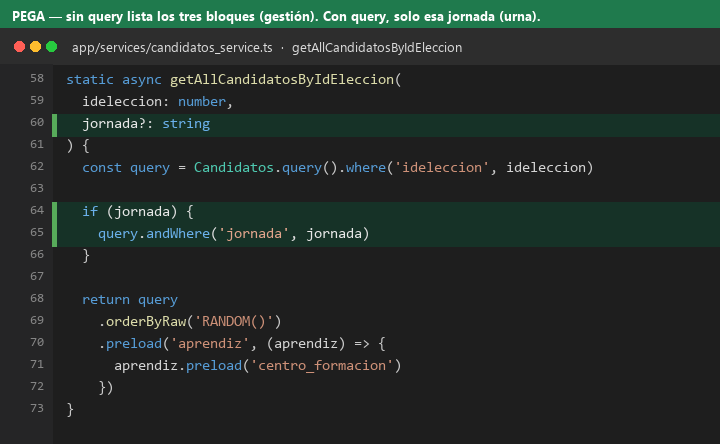 PEGA — sin query lista los tres bloques (gestión). Con query, solo esa jornada (urna).
app/services/candidatos_service.ts · getAllCandidatosByIdEleccion
58 static async getAllCandidatosByIdEleccion(
59 ideleccion: number,
60 jornada?: string
61 ) {
62 const query = Candidatos.query().where('ideleccion', ideleccion)
63
64 if (jornada) {
65 query.andWhere('jornada', jornada)
66 }
67
68 return query
69 .orderByRaw('RANDOM()')
70 .preload('aprendiz', (aprendiz) => {
71 aprendiz.preload('centro_formacion')
72 })
73 }